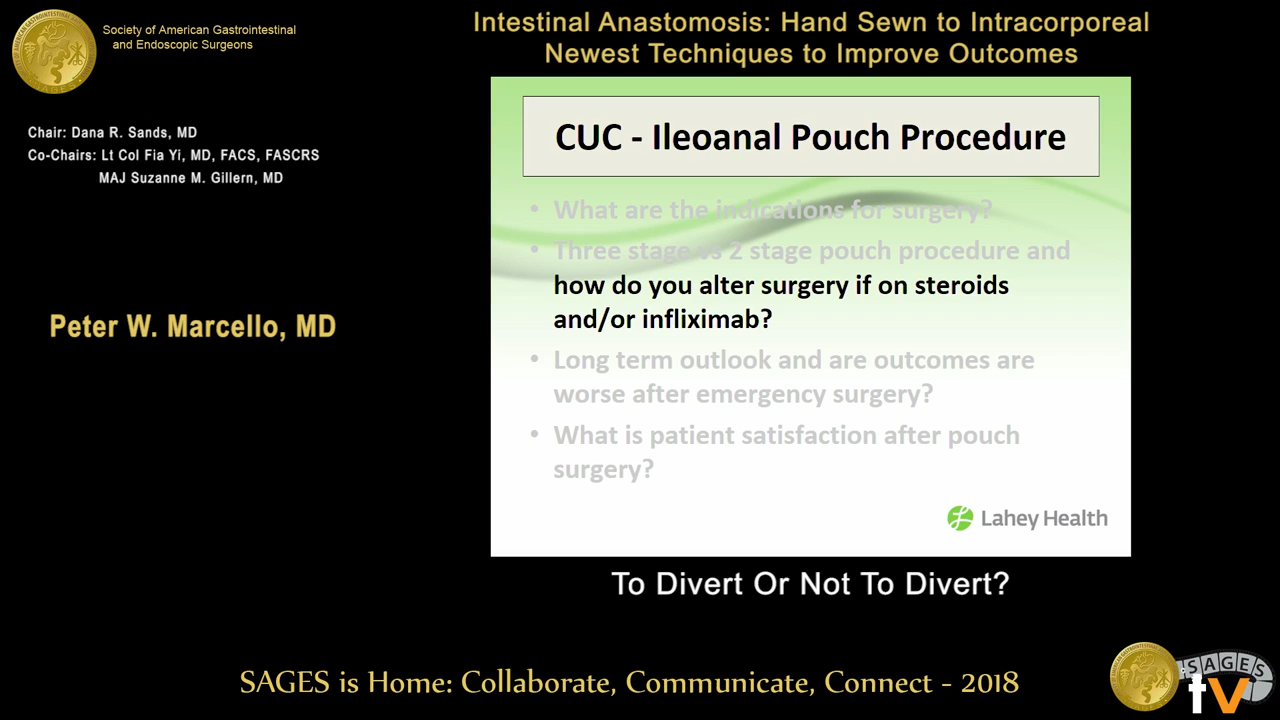 Society of American Gastrointestinal
and Endoscopic Surgeons
Intestinal Anastomosis: Hand Sewn to Intracorporeal
Newest Techniques to Improve Outcomes
Chair: Dana R. Sands, MD
Co-Chairs: Lt Col Fia Yi, MD, FACS, FASCRS
MAJ Suzanne M. Gillern, MD
Peter W. Marcello, MD
CUC - Ileoanal Pouch Procedure
• What are the indications for surgery?
• Three stage vs 2 stage pouch procedure and
how do you alter surgery if on steroids
and/or infliximab?
• Long term outlook and are outcomes are
worse after emergency surgery?
• What is patient satisfaction after pouch
surgery?
Lahey Health
To Divert Or Not To Divert?
SAGES is Home: Collaborate, Communicate, Connect - 2018
SAGES
tv